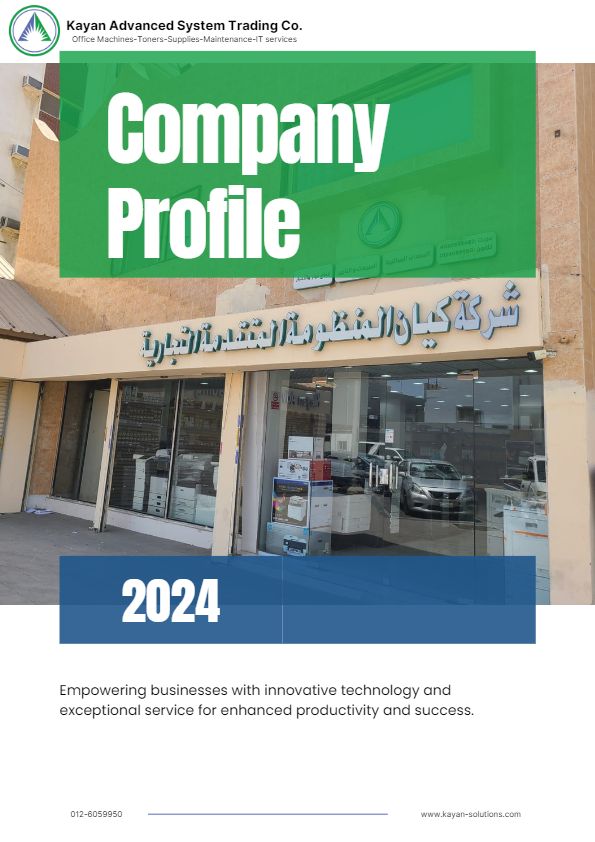 Kayan Advanced System Trading Co.
Office Machines-Toners-Supplies-Maintenance-IT services
Company
Profile
شركة كيان المنظومة المتقدمة التجارية
2024
Empowering businesses with innovative technology and
exceptional service for enhanced productivity and success.
012-6059950
www.kayan-solutions.com